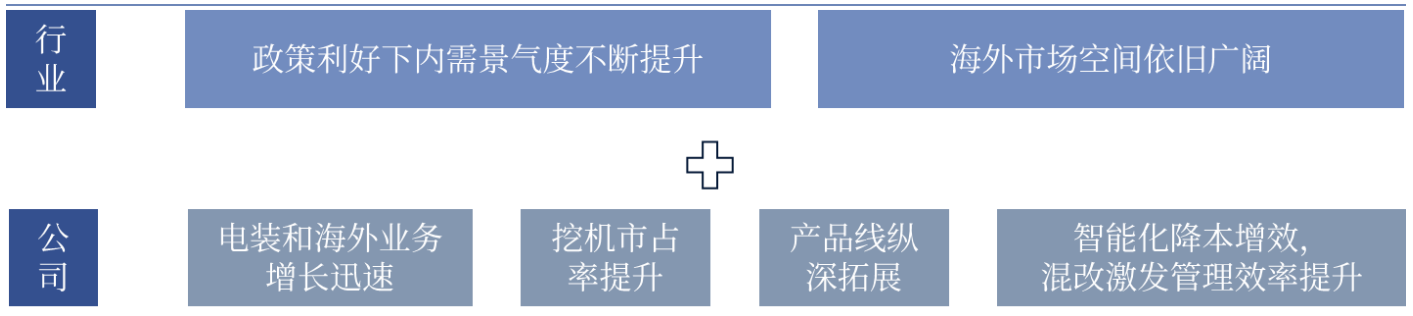 行业
政策利好下内需景气度不断提升
海外市场空间依旧广阔
公司
电装和海外业务
增长迅速
挖机市占
率提升
产品线纵
深拓展
智能化降本增效,
混改激发管理效率提升